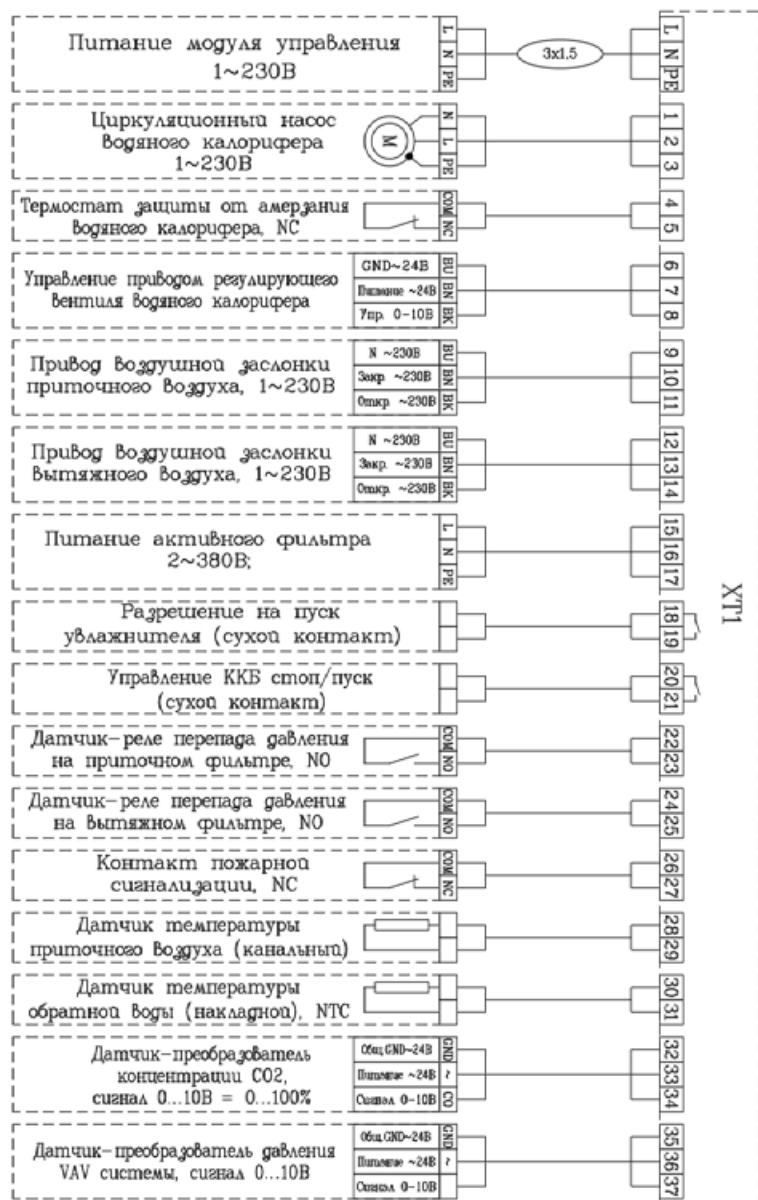 Питание модуля управления
1~230В
L
N
PE
3x1.5
L
N
PE
Циркуляционный насос
водяного калорифера
1~230В
M
N
L
PE
1
2
3
Термостат защиты от амерзания
водяного калорифера, NC
COM
NC
4
5
Управление приводом регулирующего
вентиля водяного калорифера
GND~24В
Питание ~24В
Упр. 0-10В
BU
BN
BK
6
7
8
Привод воздушной заслонки
приточного воздуха, 1~230В
N ~230В
Закр. ~230В
Откр. ~230В
BU
BN
BK
9
10
11
Привод воздушной заслонки
вытяжного воздуха, 1~230В
N ~230В
Закр. ~230В
Откр. ~230В
BU
BN
BK
12
13
14
Питание активного фильтра
2~380В;
L
N
PE
15
16
17
XT1
Разрешение на пуск
увлажнителя (сухой контакт)
18
19
Управление ККБ стоп/пуск
(сухой контакт)
20
21
Датчик-реле перепада давления
на приточном фильтре, NO
COM
NO
22
23
Датчик-реле перепада давления
на вытяжном фильтре, NO
COM
NO
24
25
Контакт пожарной
сигнализации, NC
COM
NC
26
27
Датчик температуры
приточного воздуха (канальный)
28
29
Датчик температуры
обратной воды (накладной), NTC
30
31
Датчик-преобразователь
концентрации CO2,
сигнал 0...10В = 0...100%
Общ.GND~24В
Питание ~24В
Сигнал 0-10В
GND
~
CO
32
33
34
Датчик-преобразователь давления
VAV системы, сигнал 0...10В
Общ.GND~24В
Питание ~24В
Сигнал 0-10В
GND
~
35
36
37